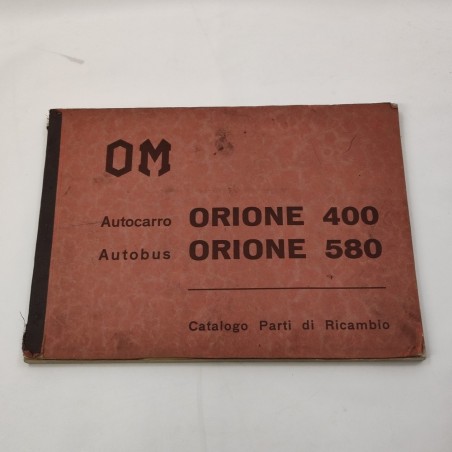 OM
Autocarro ORIONE 400
Autobus ORIONE 580
Catalogo Parti di Ricambio